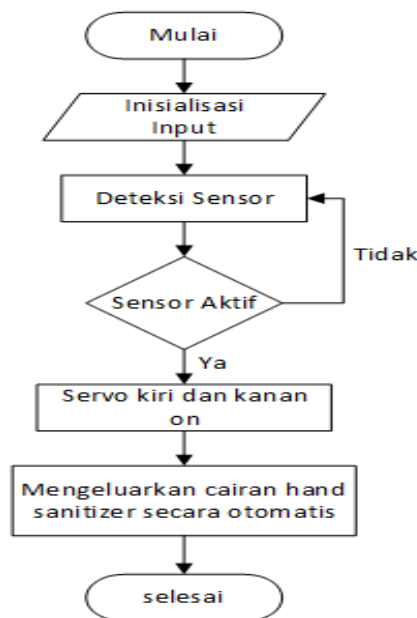 Mulai
Inisialisasi
Input
Deteksi Sensor
Tidak
Sensor Aktif
Ya
Servo kiri dan kanan
on
Mengeluarkan cairan hand
sanitizer secara otomatis
selesai